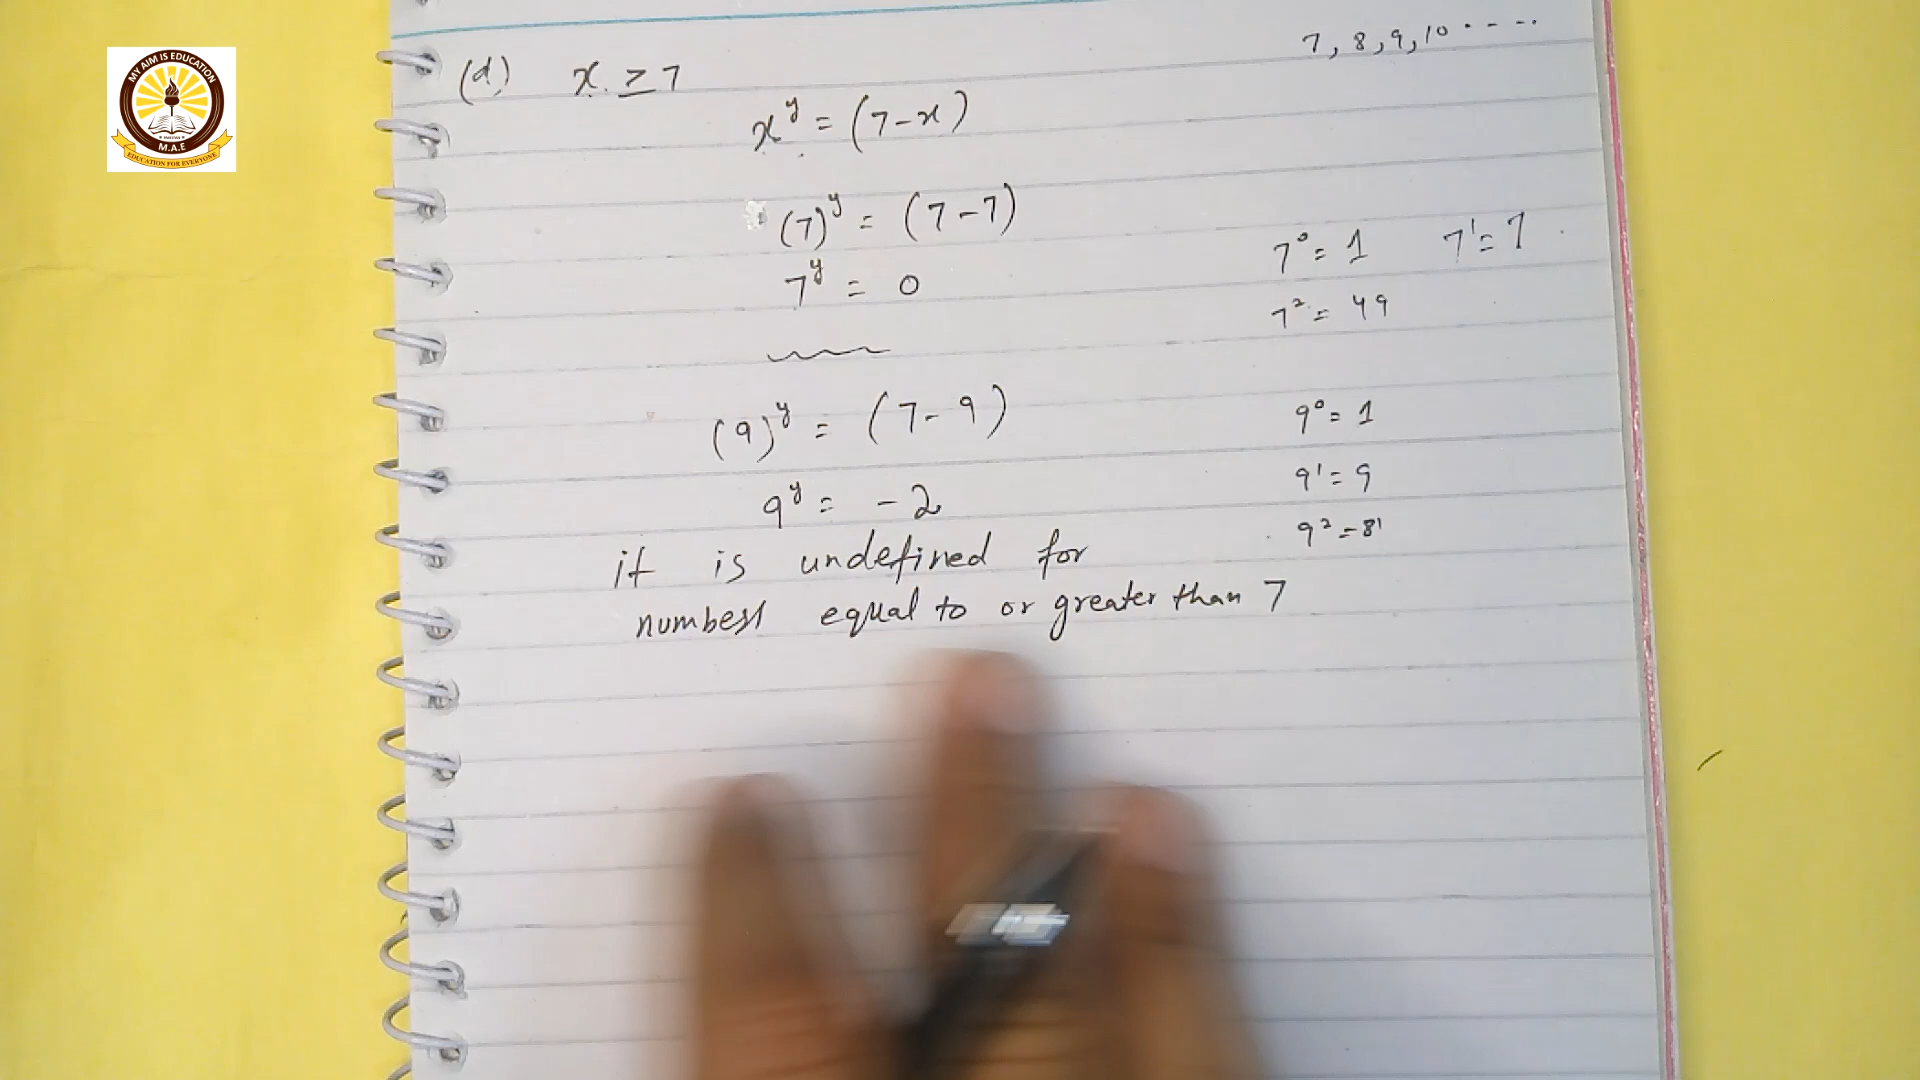 MY AIM IS EDUCATION
M.A.E
EDUCATION FOR EVERYONE
7, 8, 9, 10 - - - -
(d) x ≥ 7
x^y = (7-x)
(7)^y = (7-7)
7^0 = 1 7^1 = 7
7^y = 0
7^2 = 49
(9)^y = (7-9)
9^0 = 1
9^1 = 9
9^y = -2
9^2 = 81
it is undefined for
numbers equal to or greater than 7